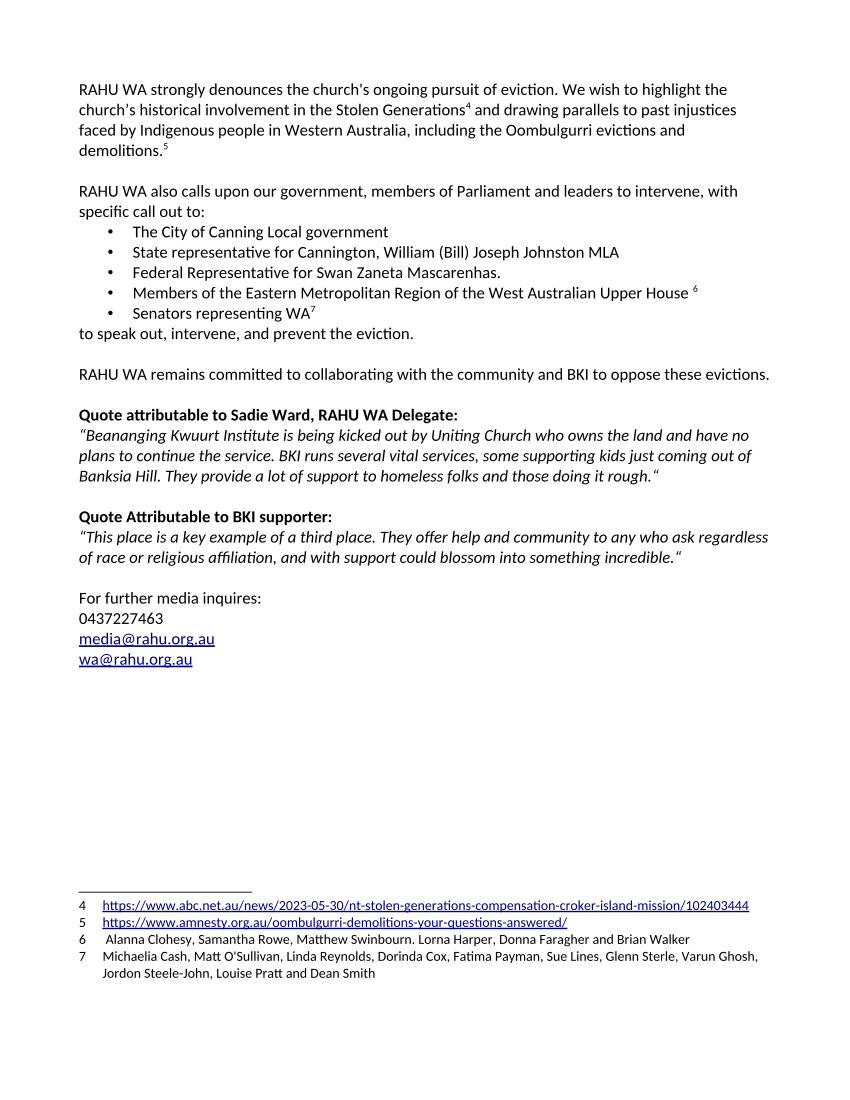 RAHU WA strongly denounces the church's ongoing pursuit of eviction. We wish to highlight the
church’s historical involvement in the Stolen Generations4 and drawing parallels to past injustices
faced by Indigenous people in Western Australia, including the Oombulgurri evictions and
demolitions.5
RAHU WA also calls upon our government, members of Parliament and leaders to intervene, with
specific call out to:
• The City of Canning Local government
• State representative for Cannington, William (Bill) Joseph Johnston MLA
• Federal Representative for Swan Zaneta Mascarenhas.
• Members of the Eastern Metropolitan Region of the West Australian Upper House 6
• Senators representing WA7
to speak out, intervene, and prevent the eviction.
RAHU WA remains committed to collaborating with the community and BKI to oppose these evictions.
Quote attributable to Sadie Ward, RAHU WA Delegate:
“Beananging Kwuurt Institute is being kicked out by Uniting Church who owns the land and have no
plans to continue the service. BKI runs several vital services, some supporting kids just coming out of
Banksia Hill. They provide a lot of support to homeless folks and those doing it rough.“
Quote Attributable to BKI supporter:
“This place is a key example of a third place. They offer help and community to any who ask regardless
of race or religious affiliation, and with support could blossom into something incredible.“
For further media inquires:
0437227463
media@rahu.org.au
wa@rahu.org.au
4 https://www.abc.net.au/news/2023-05-30/nt-stolen-generations-compensation-croker-island-mission/102403444
5 https://www.amnesty.org.au/oombulgurri-demolitions-your-questions-answered/
6 Alanna Clohesy, Samantha Rowe, Matthew Swinbourn. Lorna Harper, Donna Faragher and Brian Walker
7 Michaelia Cash, Matt O'Sullivan, Linda Reynolds, Dorinda Cox, Fatima Payman, Sue Lines, Glenn Sterle, Varun Ghosh,
Jordon Steele-John, Louise Pratt and Dean Smith